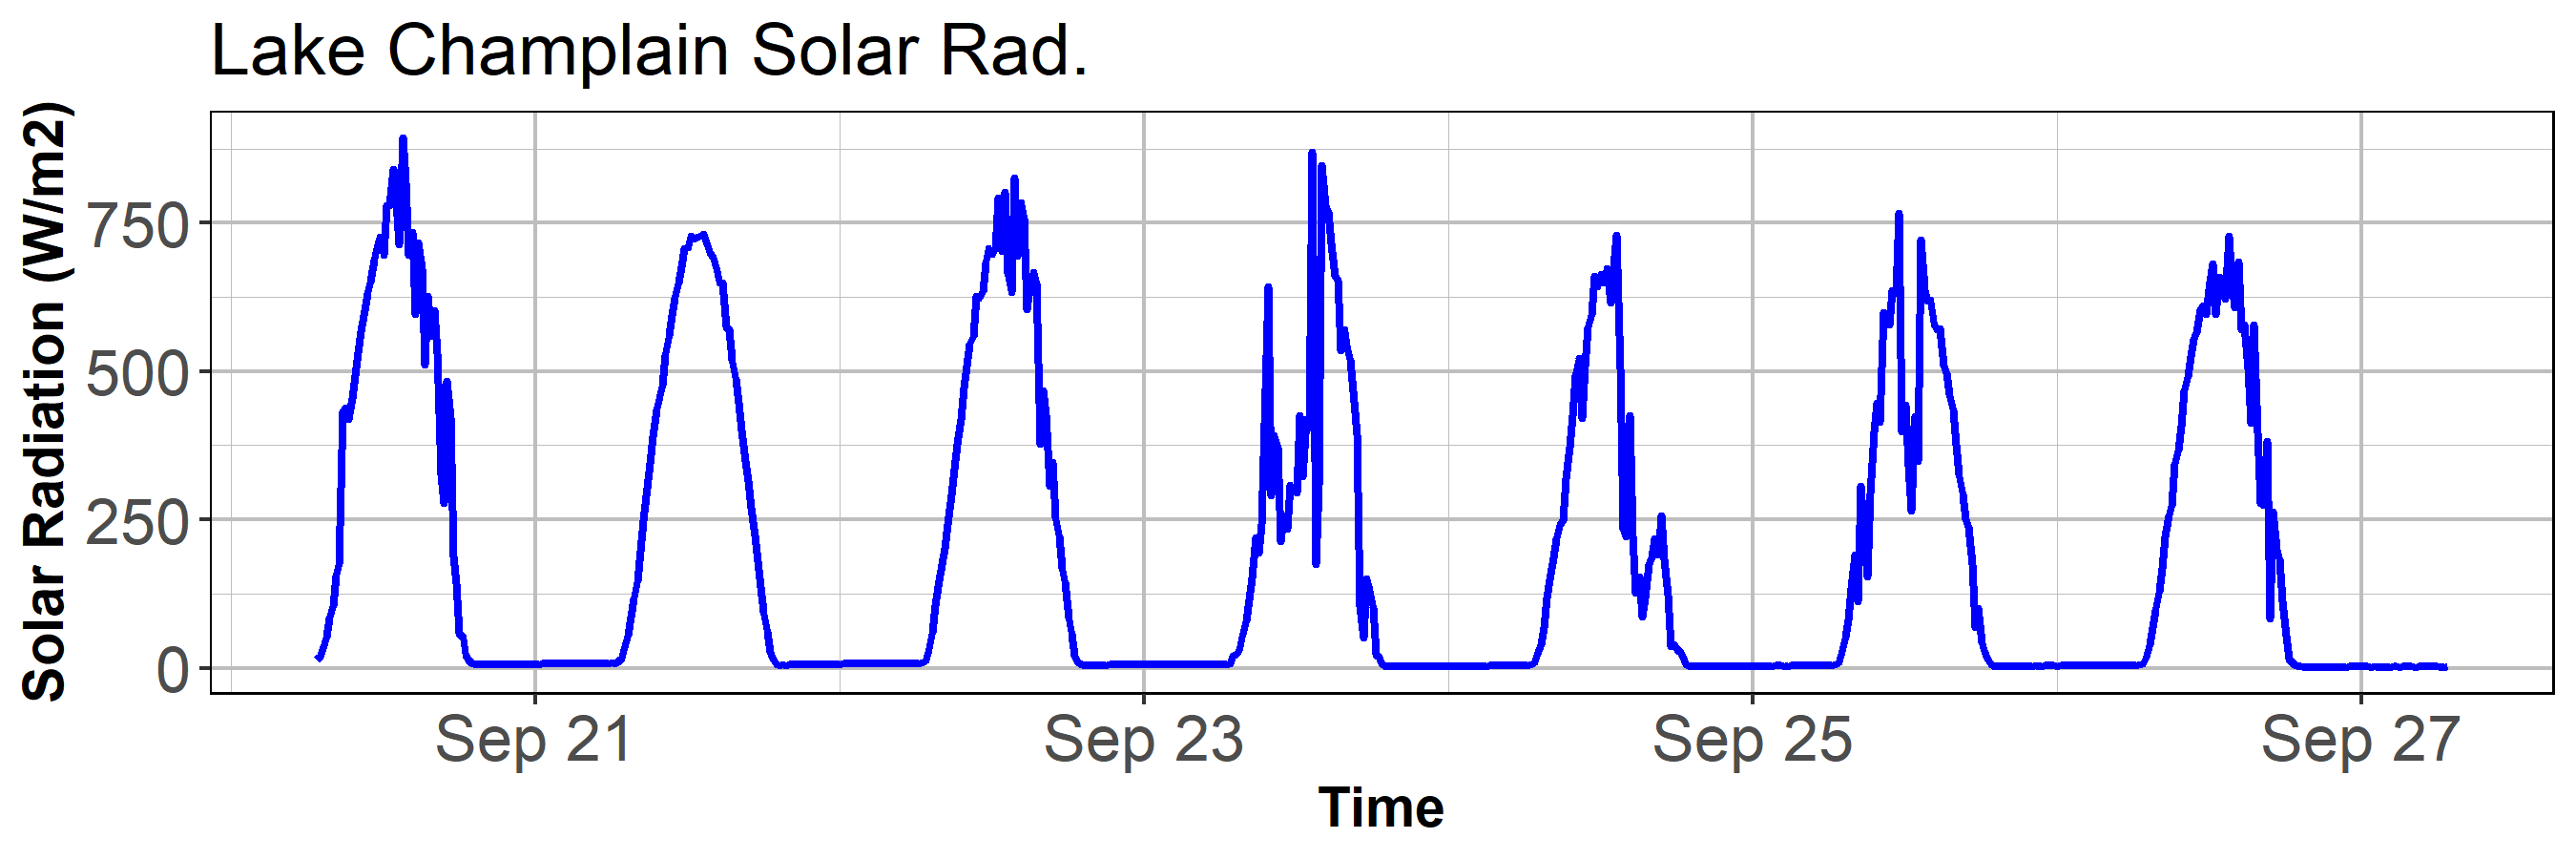 Lake Champlain Solar Rad.
Solar Radiation (W/m2)
750
500
250
0
Sep 21 Sep 23 Sep 25 Sep 27
Time